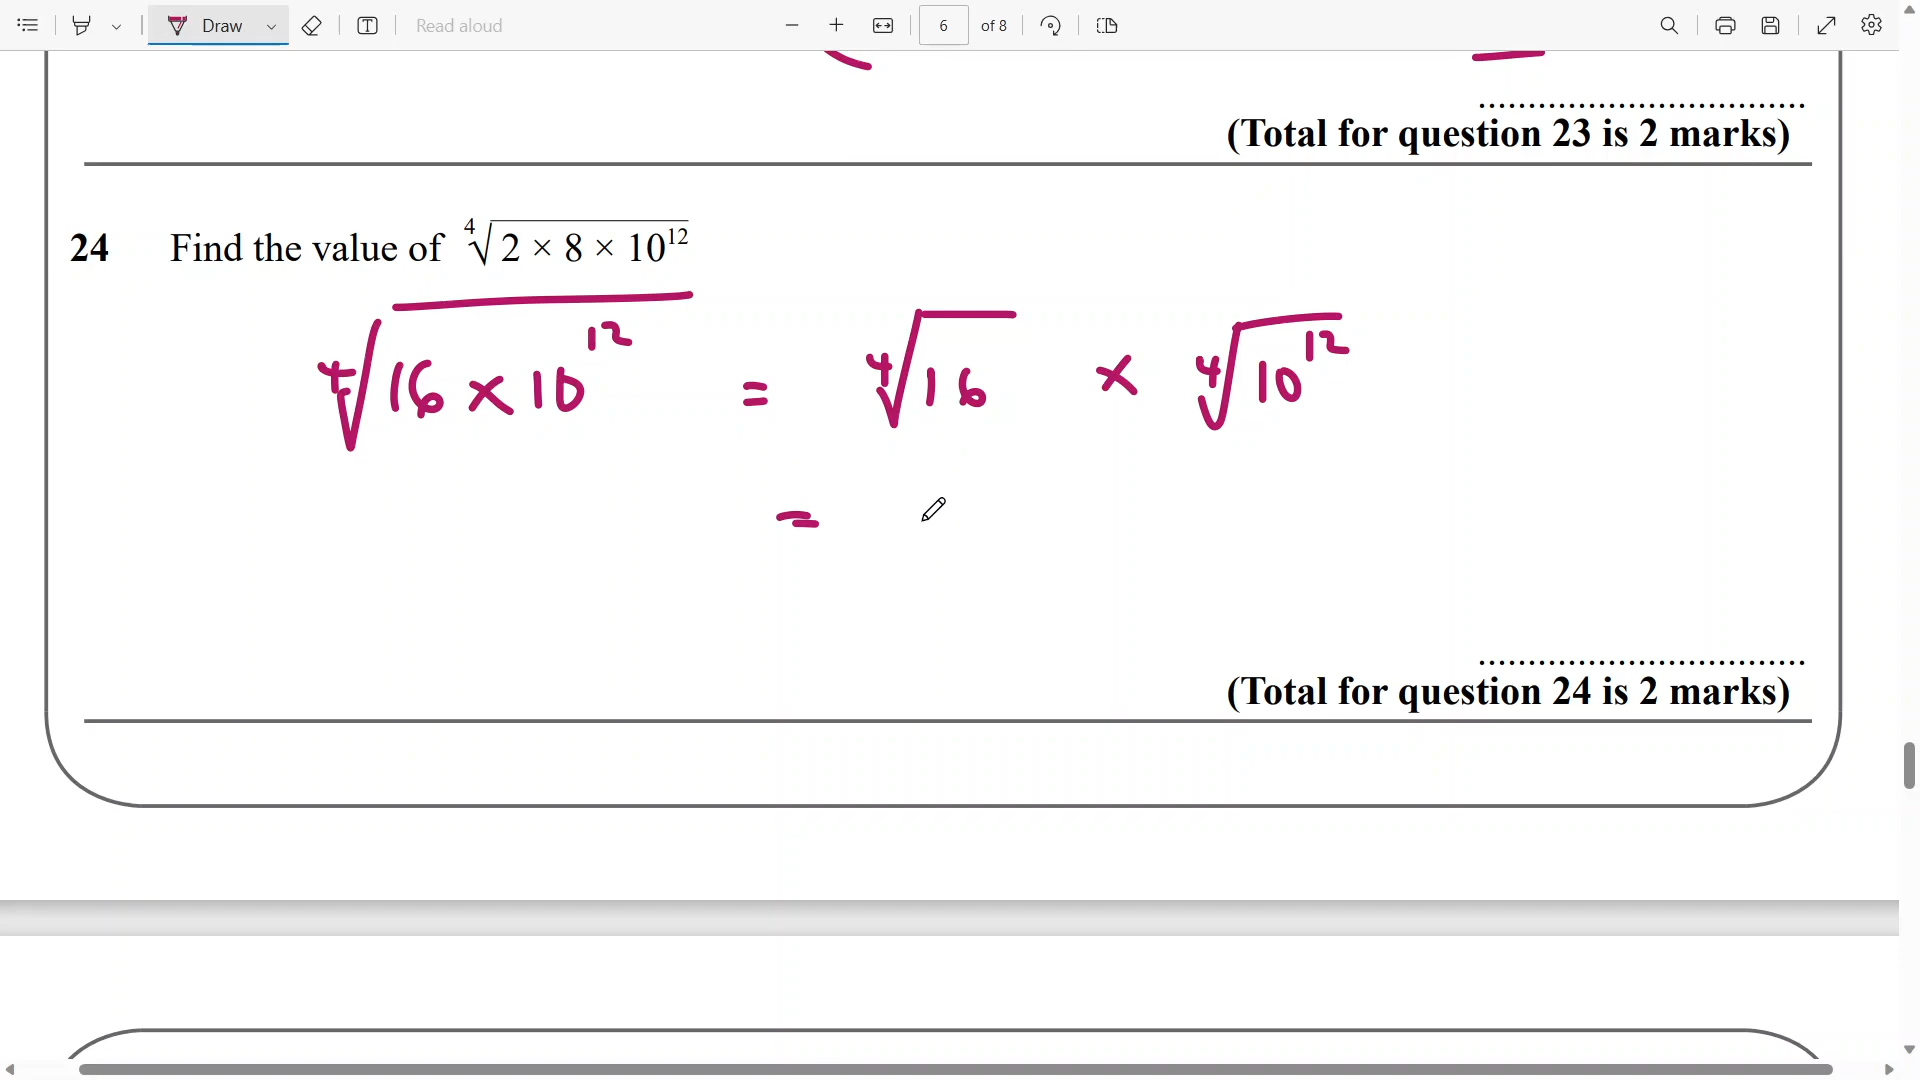 Draw Read aloud 6 of 8
.................................
(Total for question 23 is 2 marks)
24 Find the value of ⁴√(2 × 8 × 10¹²)
⁴√(16 × 10¹²) = ⁴√16 × ⁴√(10¹²)
=
.................................
(Total for question 24 is 2 marks)